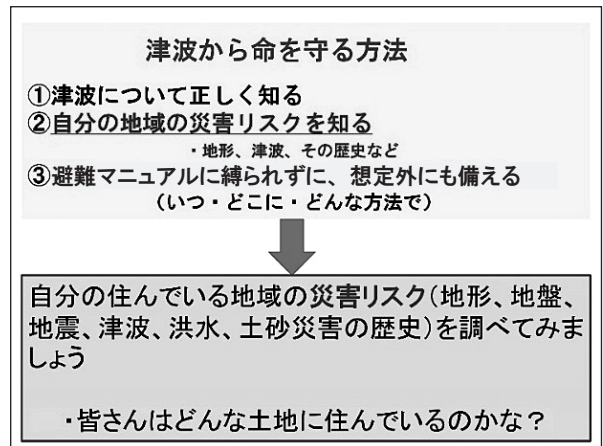 津波から命を守る方法
①津波について正しく知る
②自分の地域の災害リスクを知る
・地形、津波、その歴史など
③避難マニュアルに縛られずに、想定外にも備える
（いつ・どこに・どんな方法で）
自分の住んでいる地域の災害リスク（地形、地盤、
地震、津波、洪水、土砂災害の歴史）を調べてみま
しょう
・皆さんはどんな土地に住んでいるのかな？